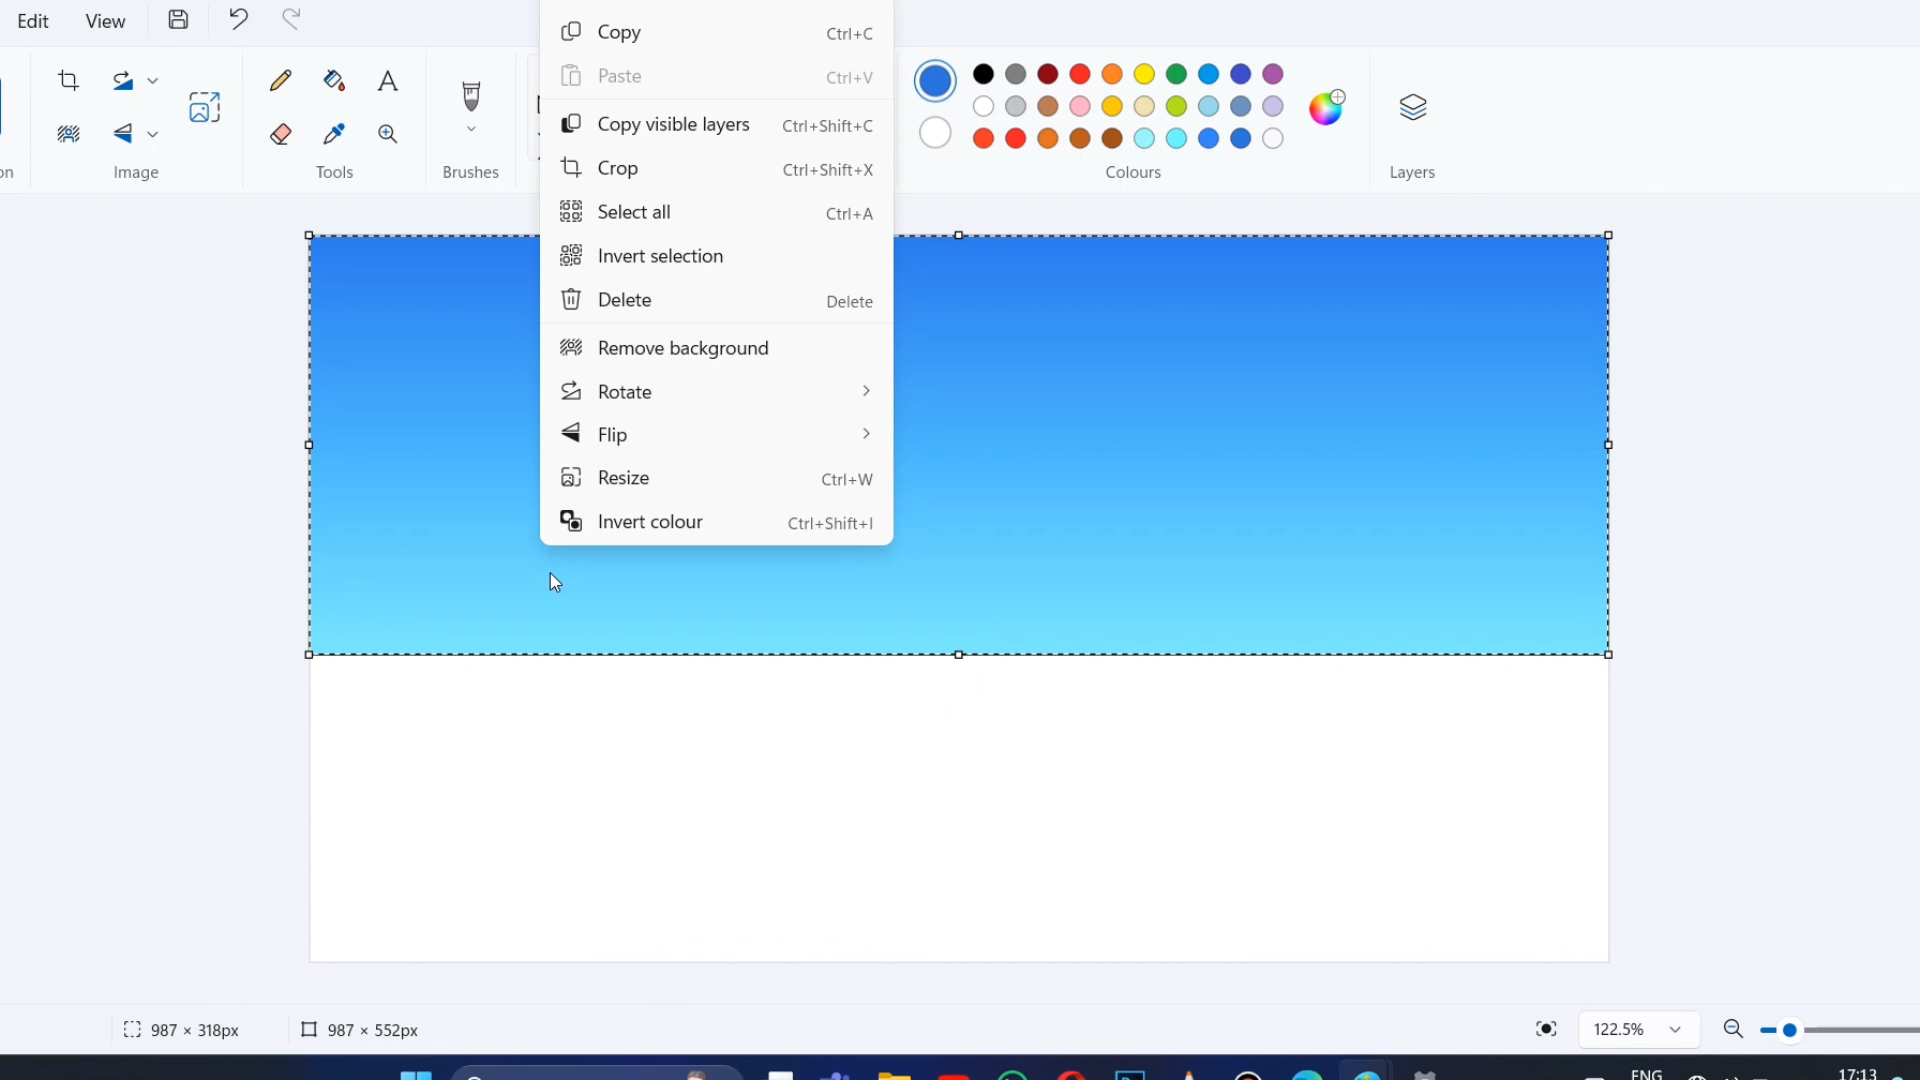 Edit View
Copy Ctrl+C
Paste Ctrl+V
Copy visible layers Ctrl+Shift+C
Crop Ctrl+Shift+X
Select all Ctrl+A
Invert selection
Delete Delete
Remove background
Rotate
Flip
Resize Ctrl+W
Invert colour Ctrl+Shift+I
Image
Tools
Brushes
Colours
Layers
987 × 318px
987 × 552px
122.5%
ENG
17:13